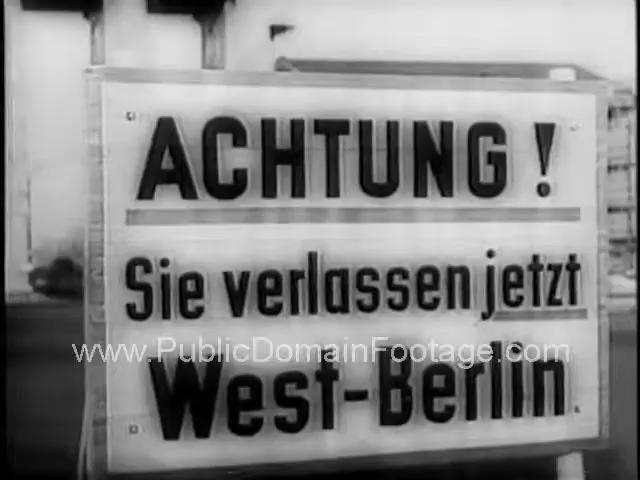 ACHTUNG !
Sie verlassen jetzt
www.PublicDomainFootage.com
West-Berlin